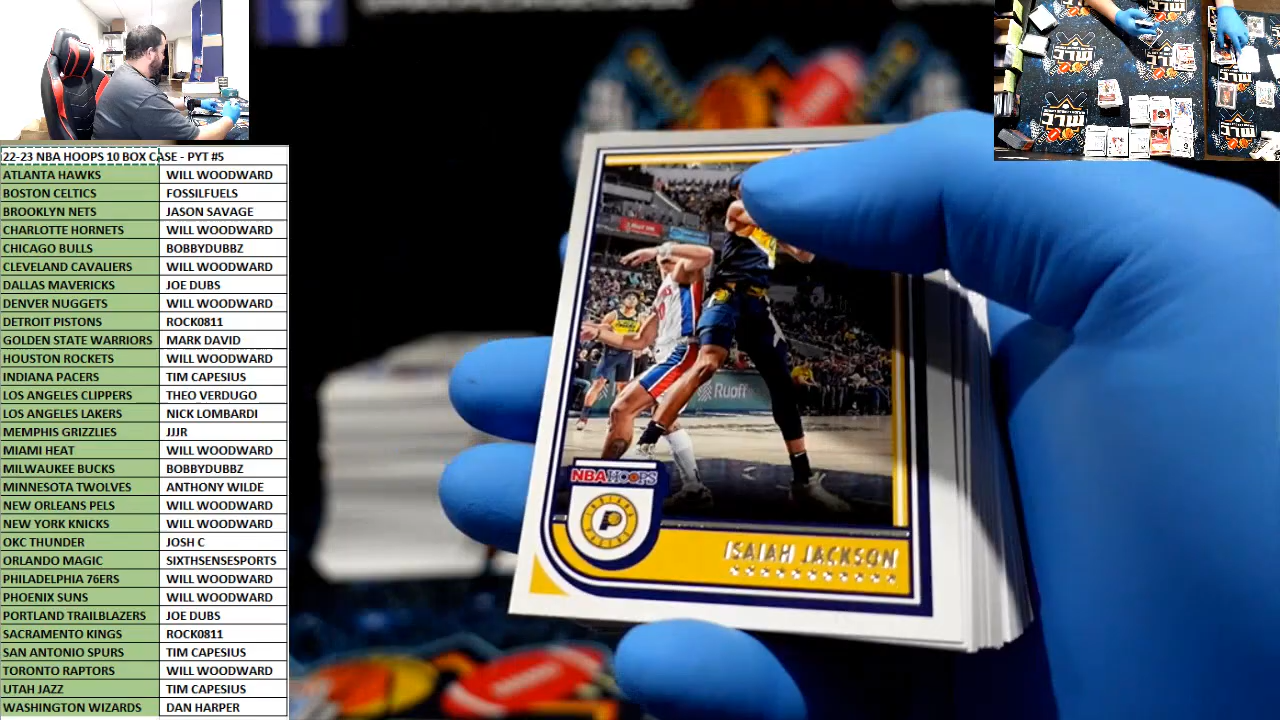 22-23 NBA HOOPS 10 BOX CASE - PYT #5
ATLANTA HAWKS WILL WOODWARD
BOSTON CELTICS FOSSILFUELS
BROOKLYN NETS JASON SAVAGE
CHARLOTTE HORNETS WILL WOODWARD
CHICAGO BULLS BOBBYDUBBZ
CLEVELAND CAVALIERS WILL WOODWARD
DALLAS MAVERICKS JOE DUBS
DENVER NUGGETS WILL WOODWARD
DETROIT PISTONS ROCK0811
GOLDEN STATE WARRIORS MARK DAVID
HOUSTON ROCKETS WILL WOODWARD
INDIANA PACERS TIM CAPESIUS
LOS ANGELES CLIPPERS THEO VERDUGO
LOS ANGELES LAKERS NICK LOMBARDI
MEMPHIS GRIZZLIES JJJR
MIAMI HEAT WILL WOODWARD
MILWAUKEE BUCKS BOBBYDUBBZ
MINNESOTA TWOLVES ANTHONY WILDE
NEW ORLEANS PELS WILL WOODWARD
NEW YORK KNICKS WILL WOODWARD
OKC THUNDER JOSH C
ORLANDO MAGIC SIXTHSENSESPORTS
PHILADELPHIA 76ERS WILL WOODWARD
PHOENIX SUNS WILL WOODWARD
PORTLAND TRAILBLAZERS JOE DUBS
SACRAMENTO KINGS ROCK0811
SAN ANTONIO SPURS TIM CAPESIUS
TORONTO RAPTORS WILL WOODWARD
UTAH JAZZ TIM CAPESIUS
WASHINGTON WIZARDS DAN HARPER
Ruoff
NBA HOOPS
ISAIAH JACKSON